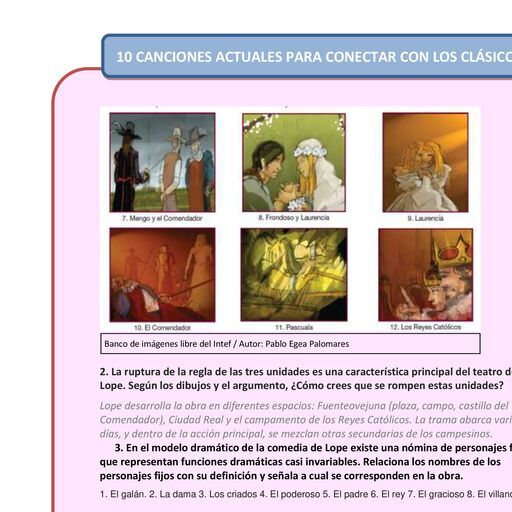 10 CANCIONES ACTUALES PARA CONECTAR CON LOS CLÁSICO
7. Mengo y el Comendador
8. Frondoso y Laurencia
9. Laurencia
10. El Comendador
11. Pascuala
12. Los Reyes Católicos
Banco de imágenes libre del Intef / Autor: Pablo Egea Palomares
2. La ruptura de la regla de las tres unidades es una característica principal del teatro d
Lope. Según los dibujos y el argumento, ¿Cómo crees que se rompen estas unidades?
Lope desarrolla la obra en diferentes espacios: Fuenteovejuna (plaza, campo, castillo del
Comendador), Ciudad Real y el campamento de los Reyes Católicos. La trama abarca vari
días, y dentro de la acción principal, se mezclan otras secundarias de los campesinos.
3. En el modelo dramático de la comedia de Lope existe una nómina de personajes f
que representan funciones dramáticas casi invariables. Relaciona los nombres de los
personajes fijos con su definición y señala a cual se corresponden en la obra.
1. El galán. 2. La dama 3. Los criados 4. El poderoso 5. El padre 6. El rey 7. El gracioso 8. El villano